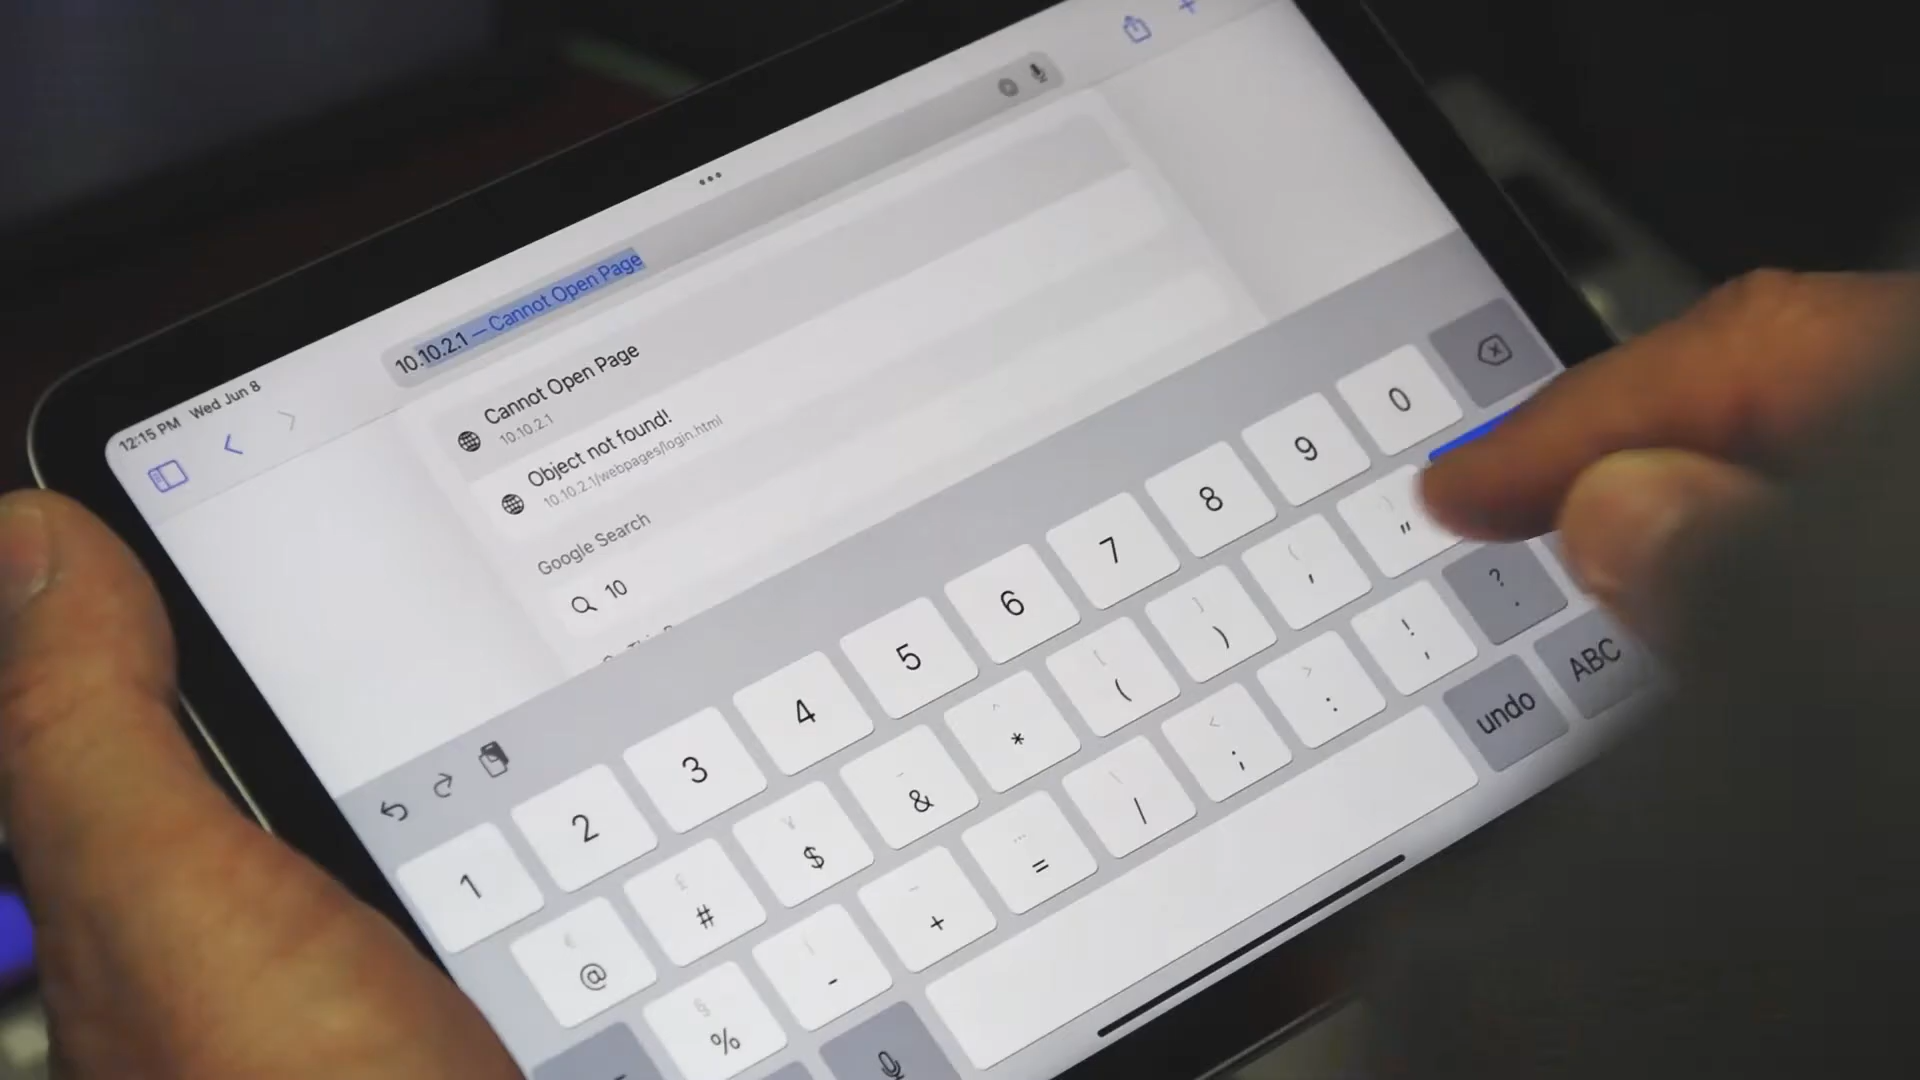 12:15 PM Wed Jun 8
10.10.2.1 — Cannot Open Page
Cannot Open Page
10.10.2.1
Object not found!
10.10.2.1/webpages/login.html
Google Search
10
1 2 3 4 5 6 7 8 9 0
@ # $ & * ( ) ' "
% - + = / ; : ! , ? .
undo
ABC